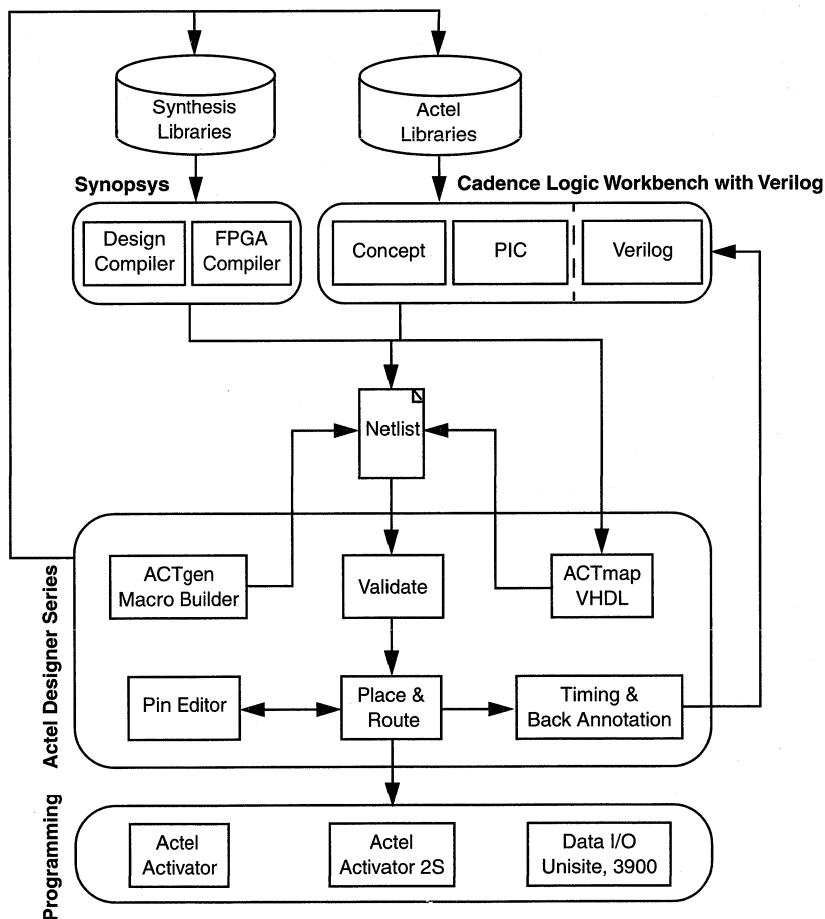 Synthesis
Libraries
Actel
Libraries
Synopsys
Cadence Logic Workbench with Verilog
Design
Compiler
FPGA
Compiler
Concept
PIC
Verilog
Netlist
Actel Designer Series
ACTgen
Macro Builder
Validate
ACTmap
VHDL
Pin Editor
Place &
Route
Timing &
Back Annotation
Programming
Actel
Activator
Actel
Activator 2S
Data I/O
Unisite, 3900